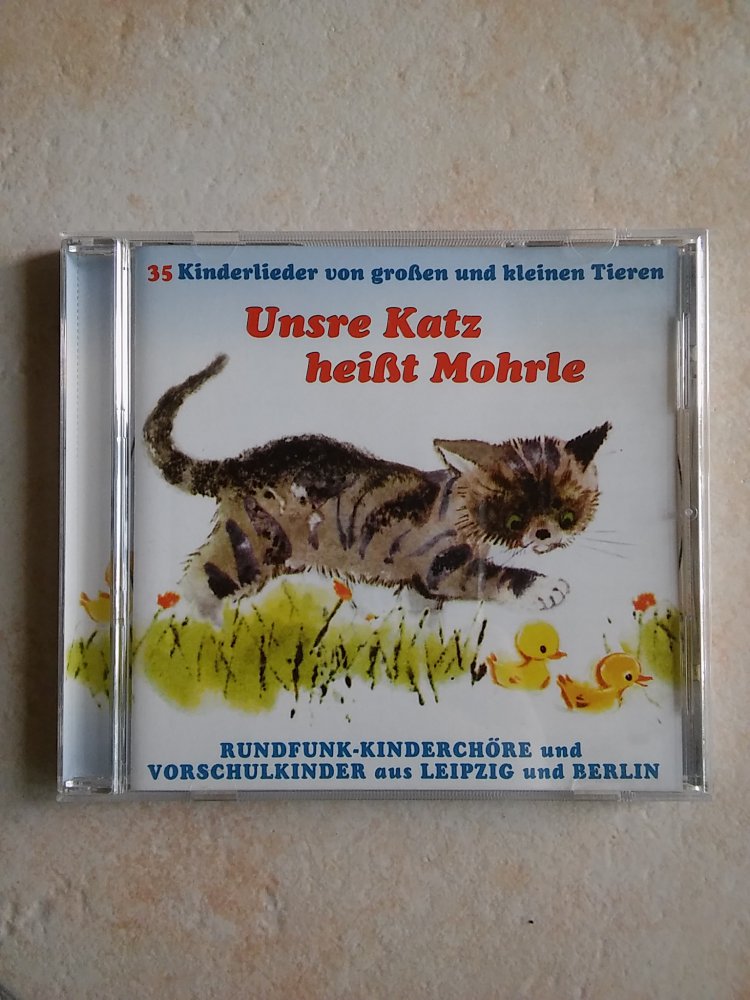 35 Kinderlieder von großen und kleinen Tieren
Unsre Katz
heißt Mohrle
RUNDFUNK-KINDERCHÖRE und
VORSCHULKINDER aus LEIPZIG und BERLIN